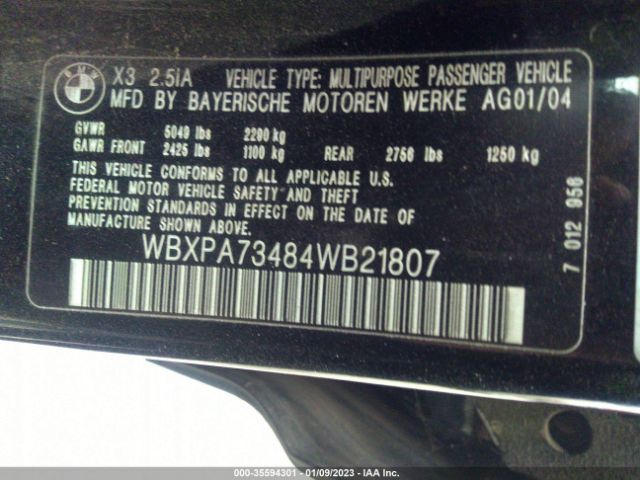 BMW
X3 2.5iA VEHICLE TYPE: MULTIPURPOSE PASSENGER VEHICLE
MFD BY BAYERISCHE MOTOREN WERKE AG01/04
GVWR 5049 lbs 2290 kg
GAWR FRONT 2425 lbs 1100 kg REAR 2756 lbs 1250 kg
THIS VEHICLE CONFORMS TO ALL APPLICABLE U.S.
FEDERAL MOTOR VEHICLE SAFETY AND THEFT
PREVENTION STANDARDS IN EFFECT ON THE DATE OF
MANUFACTURE SHOWN ABOVE.
WBXPA73484WB21807
7 012 956
000-35594301 - 01/09/2023 - IAA Inc.